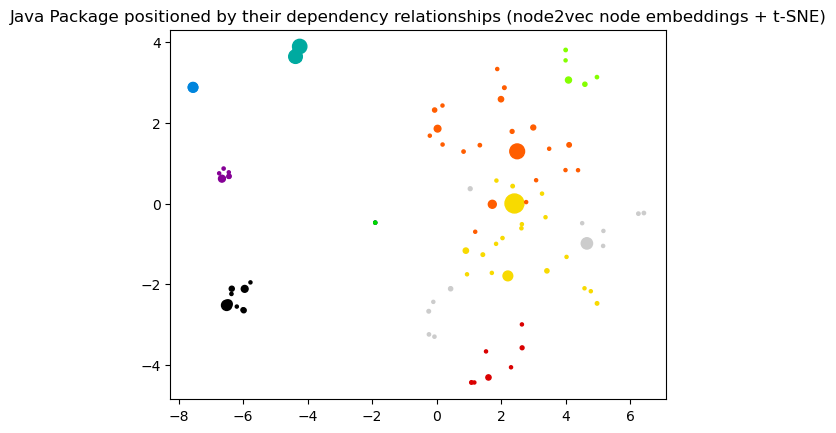 Java Package positioned by their dependency relationships (node2vec node embeddings + t-SNE)
4
2
0
−2
−4
−8 −6 −4 −2 0 2 4 6